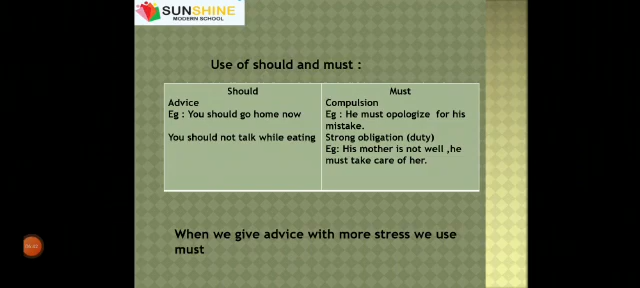 SUNSHINE
MODERN SCHOOL
Use of should and must :
Should
Advice
Eg : You should go home now
You should not talk while eating
Must
Compulsion
Eg : He must apologize for his
mistake.
Strong obligation (duty)
Eg: His mother is not well ,he
must take care of her.
When we give advice with more stress we use
must